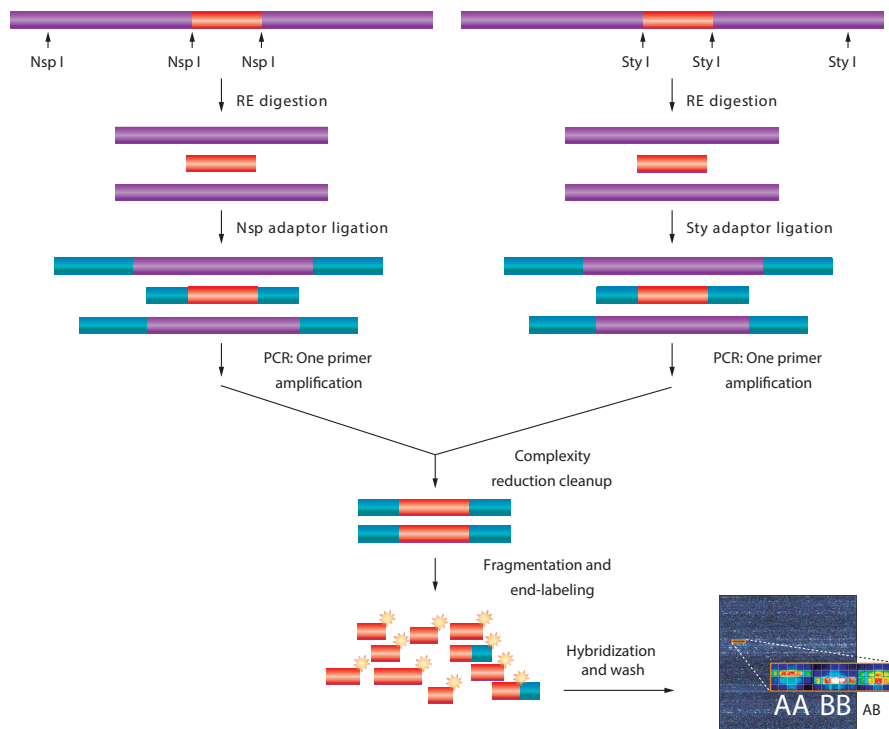 Nsp I
Nsp I
Nsp I
Sty I
Sty I
Sty I
RE digestion
RE digestion
Nsp adaptor ligation
Sty adaptor ligation
PCR: One primer
amplification
PCR: One primer
amplification
Complexity
reduction cleanup
Fragmentation and
end-labeling
Hybridization
and wash
AA BB AB